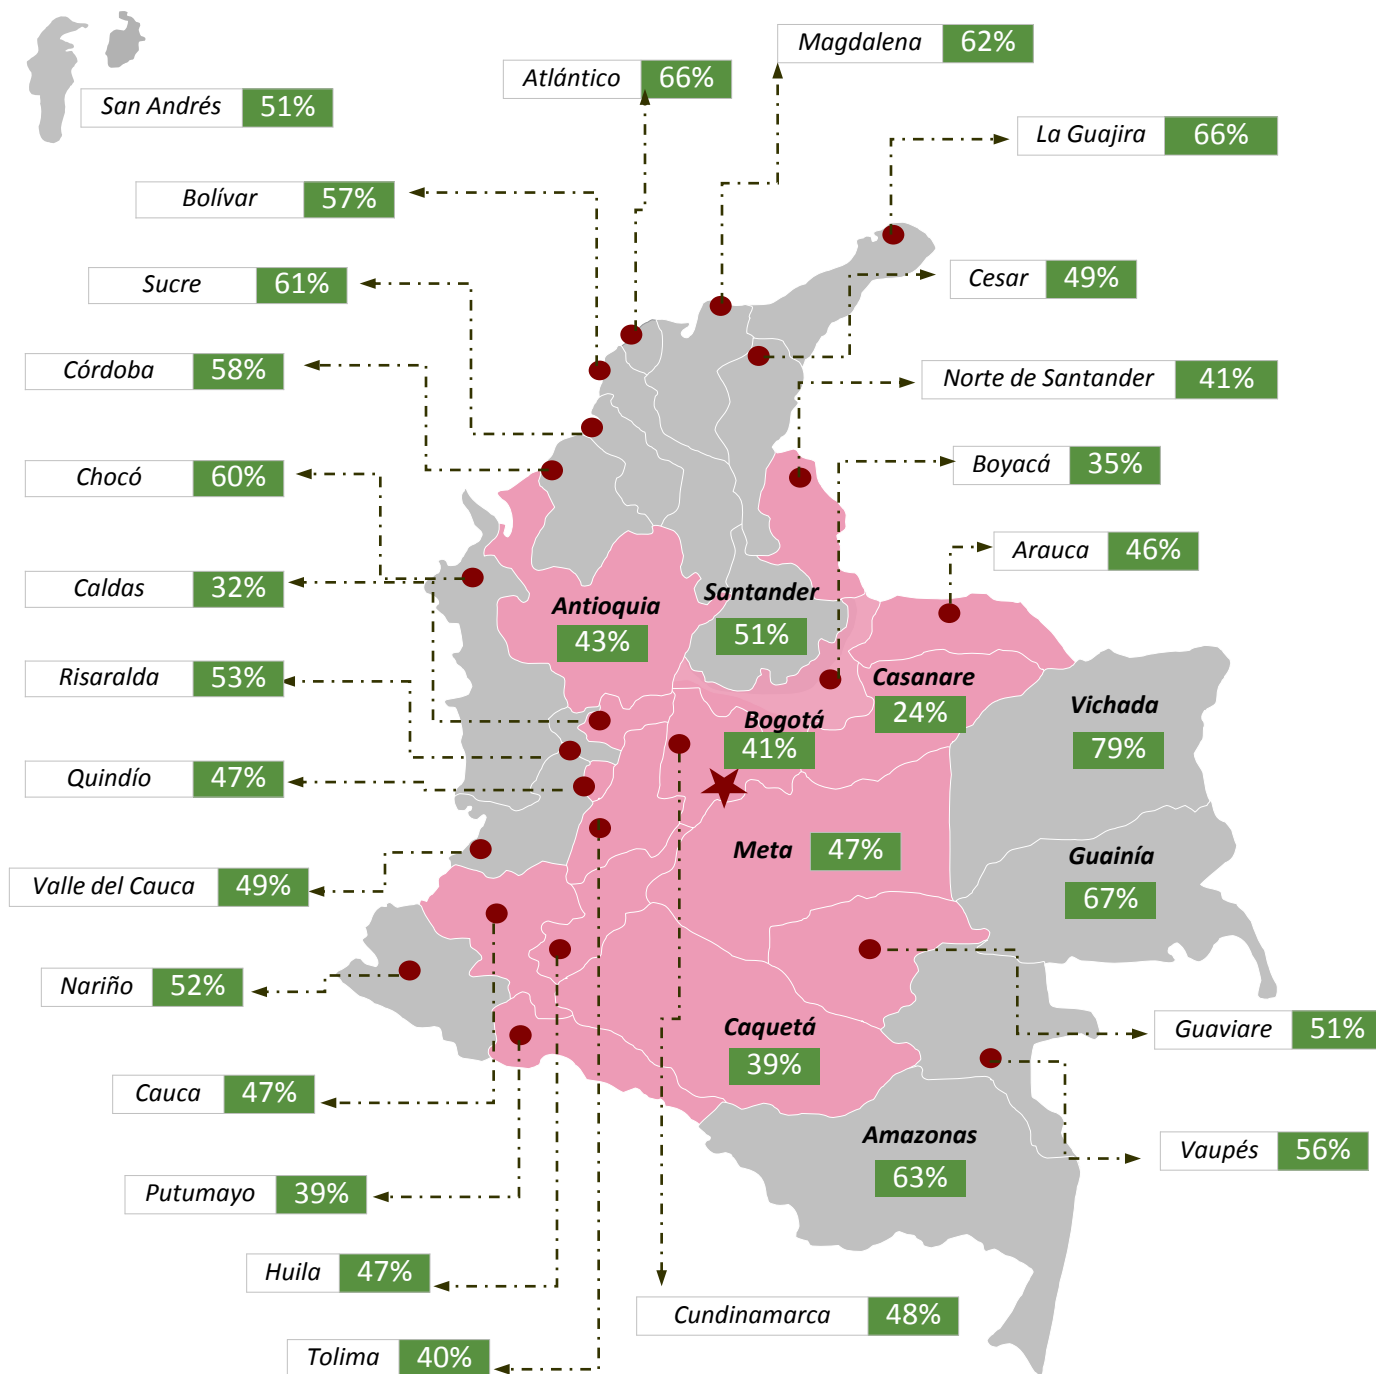 Magdalena 62%
Atlántico 66%
San Andrés 51%
La Guajira 66%
Bolívar 57%
Sucre 61%
Cesar 49%
Córdoba 58%
Norte de Santander 41%
Chocó 60%
Boyacá 35%
Arauca 46%
Caldas 32%
Santander
51%
Antioquia
43%
Risaralda 53%
Casanare
24%
Vichada
79%
Bogotá
41%
Quindío 47%
Meta 47%
Guainía
67%
Valle del Cauca 49%
Nariño 52%
Caquetá
39%
Guaviare 51%
Cauca 47%
Amazonas
63%
Vaupés 56%
Putumayo 39%
Huila 47%
Cundinamarca 48%
Tolima 40%